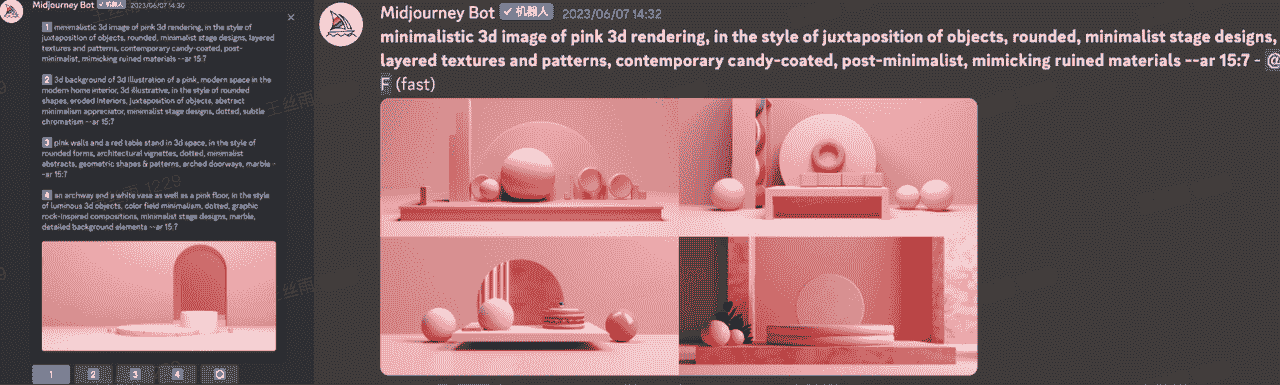 Midjourney Bot ✓ 机器人 2023/06/07 14:30
1 minimalistic 3d image of pink 3d rendering, in the style of
juxtaposition of objects, rounded, minimalist stage designs, layered
textures and patterns, contemporary candy-coated, post-
minimalist, mimicking ruined materials --ar 15:7
2 3d background of 3d illustration of a pink, modern space in the
modern home interior, 3d illustrative, in the style of rounded
shapes, eroded interiors, juxtaposition of objects, abstract
minimalism appreciator, minimalist stage designs, dotted, subtle
chromatism --ar 15:7
3 pink walls and a red table stand in 3d space, in the style of
rounded forms, architectural vignettes, dotted, minimalist
abstracts, geometric shapes & patterns, arched doorways, marble -
-ar 15:7
4 an archway and a white vase as well as a pink floor, in the style
of luminous 3d objects, color field minimalism, dotted, graphic
rock-inspired compositions, minimalist stage designs, marble,
detailed background elements --ar 15:7
1 2 3 4
Midjourney Bot ✓ 机器人 2023/06/07 14:32
minimalistic 3d image of pink 3d rendering, in the style of juxtaposition of objects, rounded, minimalist stage designs,
layered textures and patterns, contemporary candy-coated, post-minimalist, mimicking ruined materials --ar 15:7 - @
F (fast)